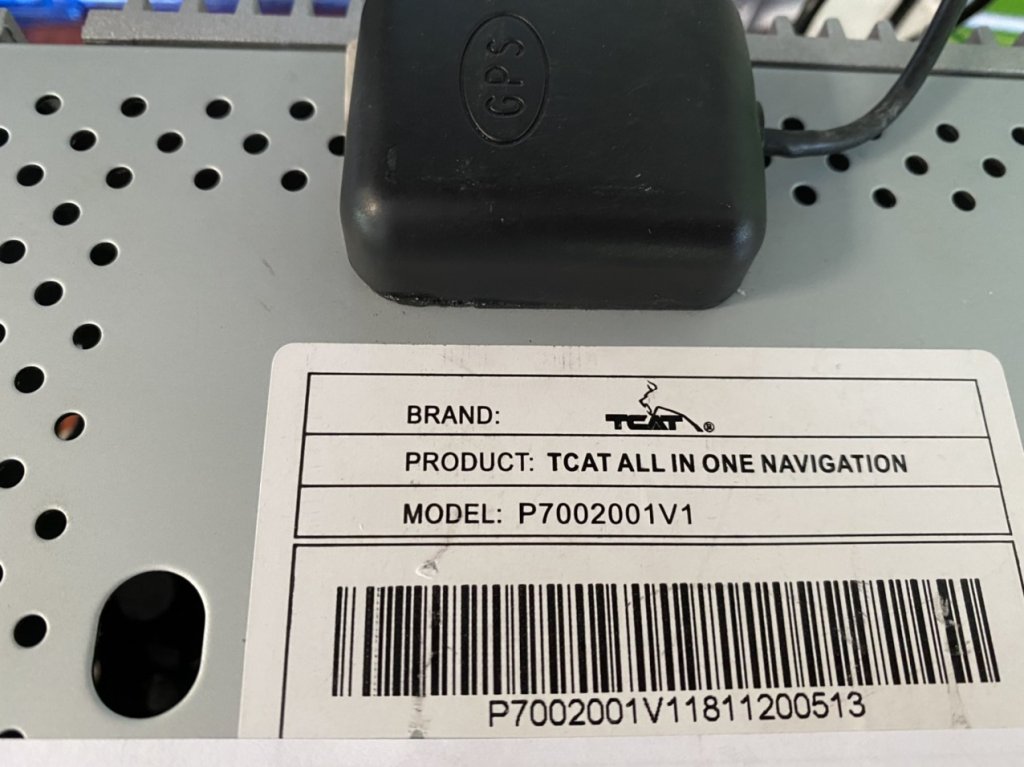 GPS
BRAND: TCAT®
PRODUCT: TCAT ALL IN ONE NAVIGATION
MODEL: P7002001V1
P7002001V11811200513